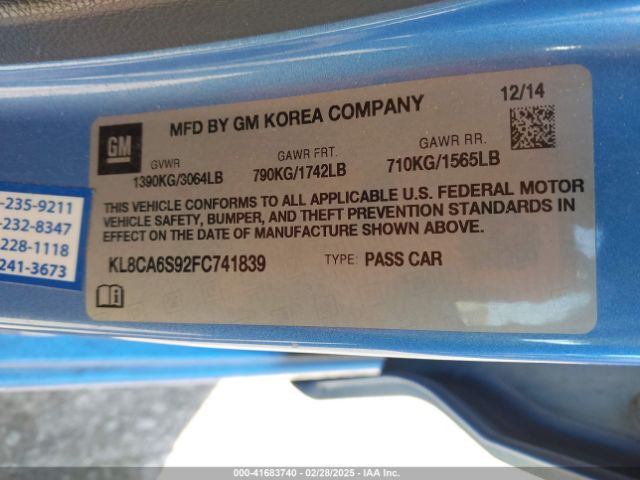 12/14
MFD BY GM KOREA COMPANY
GM
GVWR
GAWR FRT.
GAWR RR.
1390KG/3064LB
790KG/1742LB
710KG/1565LB
THIS VEHICLE CONFORMS TO ALL APPLICABLE U.S. FEDERAL MOTOR
VEHICLE SAFETY, BUMPER, AND THEFT PREVENTION STANDARDS IN
EFFECT ON THE DATE OF MANUFACTURE SHOWN ABOVE.
KL8CA6S92FC741839
TYPE: PASS CAR
-235-9211
-232-8347
228-1118
241-3673
000-41683740 - 02/28/2025 - IAA Inc.